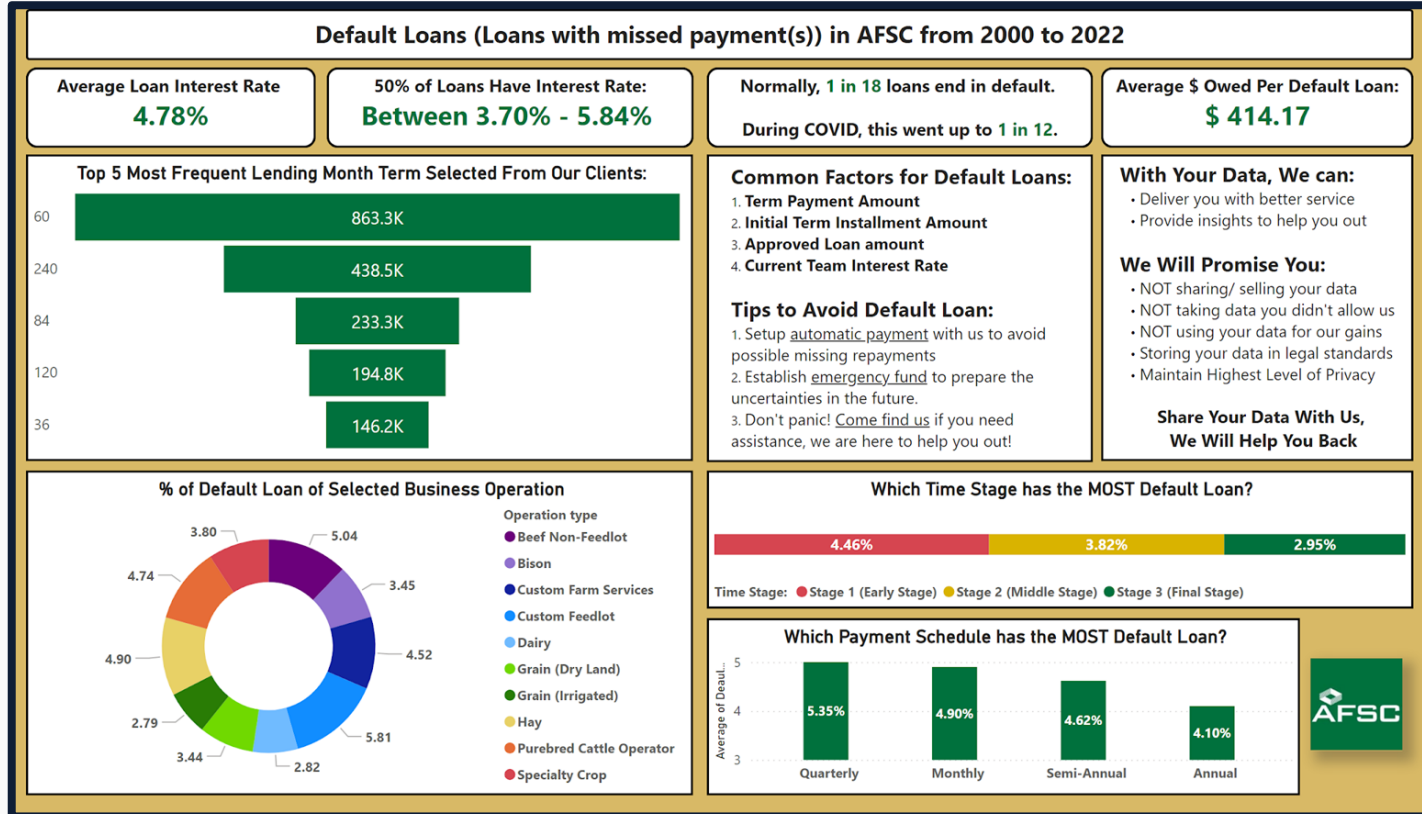 Default Loans (Loans with missed payment(s)) in AFSC from 2000 to 2022
Average Loan Interest Rate
4.78%
50% of Loans Have Interest Rate:
Between 3.70% - 5.84%
Normally, 1 in 18 loans end in default.
During COVID, this went up to 1 in 12.
Average $ Owed Per Default Loan:
$ 414.17
Top 5 Most Frequent Lending Month Term Selected From Our Clients:
60
863.3K
240
438.5K
84
233.3K
120
194.8K
36
146.2K
Common Factors for Default Loans:
1. Term Payment Amount
2. Initial Term Installment Amount
3. Approved Loan amount
4. Current Team Interest Rate
Tips to Avoid Default Loan:
1. Setup automatic payment with us to avoid
possible missing repayments
2. Establish emergency fund to prepare the
uncertainties in the future.
3. Don't panic! Come find us if you need
assistance, we are here to help you out!
With Your Data, We can:
• Deliver you with better service
• Provide insights to help you out
We Will Promise You:
• NOT sharing/ selling your data
• NOT taking data you didn't allow us
• NOT using your data for our gains
• Storing your data in legal standards
• Maintain Highest Level of Privacy
Share Your Data With Us,
We Will Help You Back
% of Default Loan of Selected Business Operation
5.04
3.45
4.52
5.81
2.82
3.44
2.79
4.90
4.74
3.80
Operation type
Beef Non-Feedlot
Bison
Custom Farm Services
Custom Feedlot
Dairy
Grain (Dry Land)
Grain (Irrigated)
Hay
Purebred Cattle Operator
Specialty Crop
Which Time Stage has the MOST Default Loan?
4.46%
3.82%
2.95%
Time Stage: Stage 1 (Early Stage) Stage 2 (Middle Stage) Stage 3 (Final Stage)
Which Payment Schedule has the MOST Default Loan?
Average of Deaul...
5
4
3
5.35%
4.90%
4.62%
4.10%
Quarterly
Monthly
Semi-Annual
Annual
AFSC